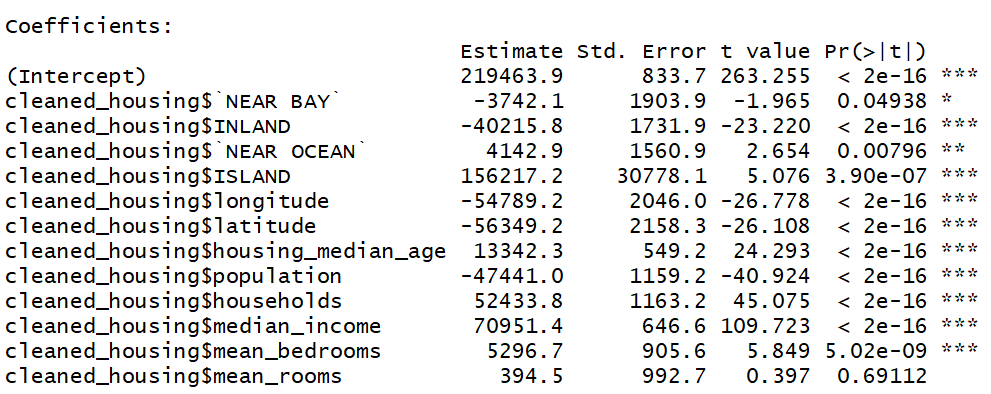 Coefficients:
Estimate Std. Error t value Pr(>|t|)
(Intercept) 219463.9 833.7 263.255 < 2e-16 ***
cleaned_housing$`NEAR BAY` -3742.1 1903.9 -1.965 0.04938 *
cleaned_housing$INLAND -40215.8 1731.9 -23.220 < 2e-16 ***
cleaned_housing$`NEAR OCEAN` 4142.9 1560.9 2.654 0.00796 **
cleaned_housing$ISLAND 156217.2 30778.1 5.076 3.90e-07 ***
cleaned_housing$longitude -54789.2 2046.0 -26.778 < 2e-16 ***
cleaned_housing$latitude -56349.2 2158.3 -26.108 < 2e-16 ***
cleaned_housing$housing_median_age 13342.3 549.2 24.293 < 2e-16 ***
cleaned_housing$population -47441.0 1159.2 -40.924 < 2e-16 ***
cleaned_housing$households 52433.8 1163.2 45.075 < 2e-16 ***
cleaned_housing$median_income 70951.4 646.6 109.723 < 2e-16 ***
cleaned_housing$mean_bedrooms 5296.7 905.6 5.849 5.02e-09 ***
cleaned_housing$mean_rooms 394.5 992.7 0.397 0.69112